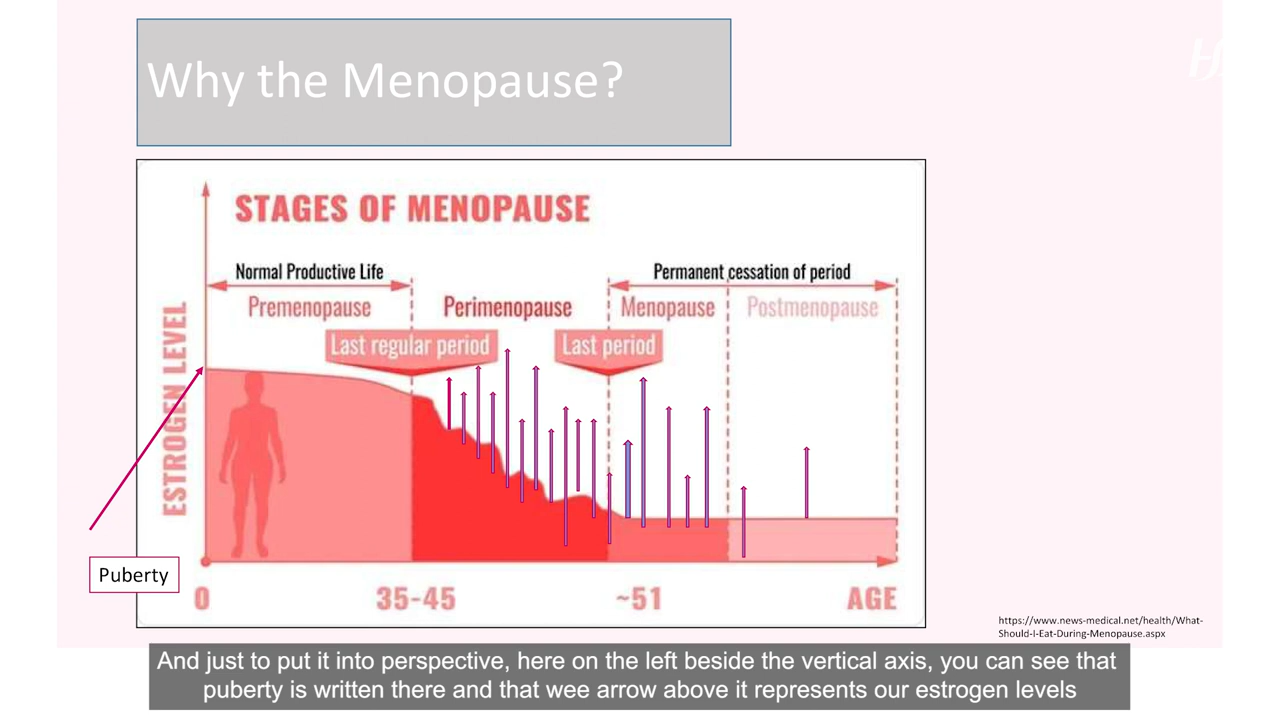 Why the Menopause?
STAGES OF MENOPAUSE
Normal Productive Life
Permanent cessation of period
Premenopause
Perimenopause
Menopause
Postmenopause
Last regular period
Last period
ESTROGEN LEVEL
Puberty
0
35-45
~51
AGE
https://www.news-medical.net/health/What-
Should-I-Eat-During-Menopause.aspx
And just to put it into perspective, here on the left beside the vertical axis, you can see that
puberty is written there and that wee arrow above it represents our estrogen levels